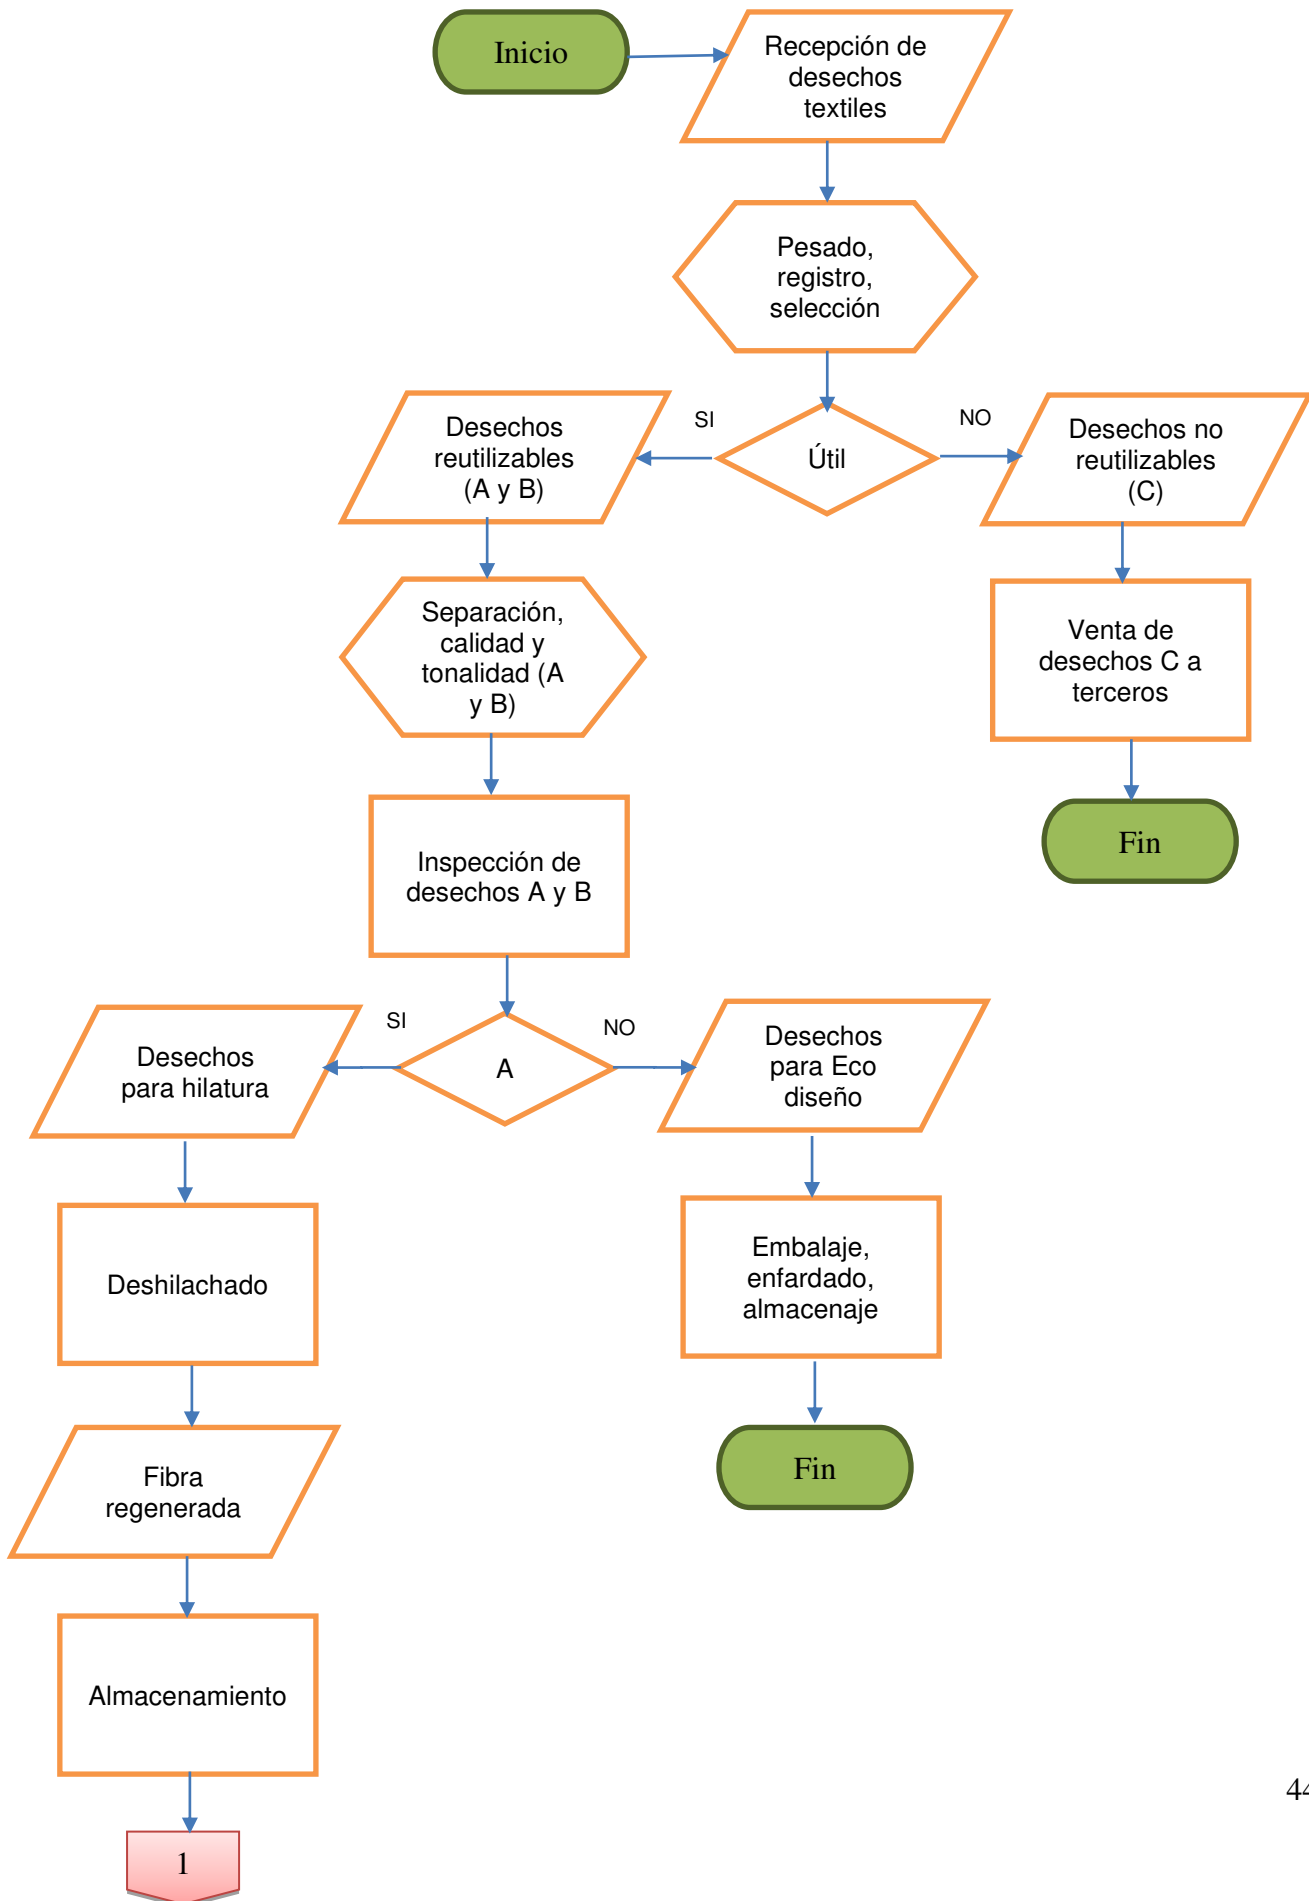 Inicio
Recepción de
desechos
textiles
Pesado,
registro,
selección
SI
Útil
NO
Desechos
reutilizables
(A y B)
Desechos no
reutilizables
(C)
Separación,
calidad y
tonalidad (A
y B)
Venta de
desechos C a
terceros
Inspección de
desechos A y B
Fin
SI
A
NO
Desechos
para hilatura
Desechos
para Eco
diseño
Deshilachado
Embalaje,
enfardado,
almacenaje
Fibra
regenerada
Fin
Almacenamiento
44
1